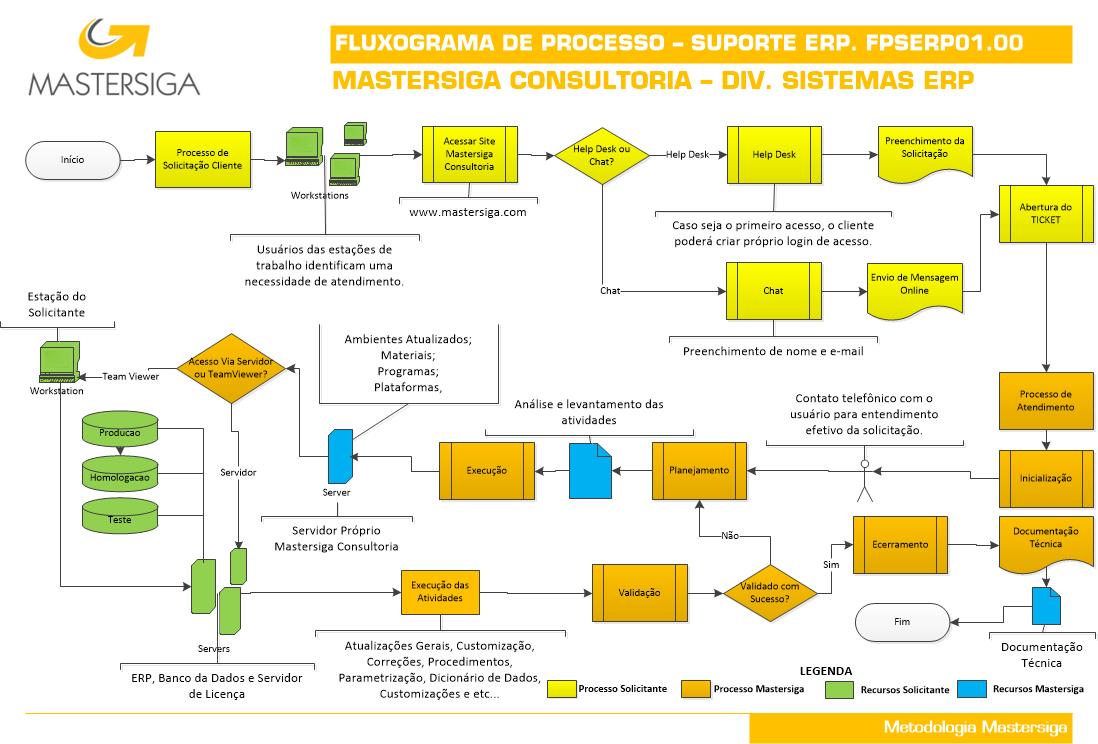 MASTERSIGA
FLUXOGRAMA DE PROCESSO – SUPORTE ERP. FPSERP01.00
MASTERSIGA CONSULTORIA – DIV. SISTEMAS ERP
Início
Processo de
Solicitação Cliente
Workstations
Usuários das estações de
trabalho identificam uma
necessidade de atendimento.
Acessar Site
Mastersiga
Consultoria
www.mastersiga.com
Help Desk ou
Chat?
Help Desk
Help Desk
Caso seja o primeiro acesso, o cliente
poderá criar próprio login de acesso.
Preenchimento da
Solicitação
Abertura do
TICKET
Chat
Chat
Preenchimento de nome e e-mail
Envio de Mensagem
Online
Estação do
Solicitante
Workstation
Team Viewer
Acesso Via Servidor
ou TeamViewer?
Ambientes Atualizados;
Materiais;
Programas;
Plataformas,
Análise e levantamento das
atividades
Contato telefônico com o
usuário para entendimento
efetivo da solicitação.
Processo de
Atendimento
Inicialização
Planejamento
Execução
Server
Servidor Próprio
Mastersiga Consultoria
Servidor
Producao
Homologacao
Teste
Servers
ERP, Banco da Dados e Servidor
de Licença
Execução das
Atividades
Atualizações Gerais, Customização,
Correções, Procedimentos,
Parametrização, Dicionário de Dados,
Customizações e etc...
Validação
Validado com
Sucesso?
Não
Sim
Ecerramento
Documentação
Técnica
Documentação
Técnica
Fim
LEGENDA
Processo Solicitante
Processo Mastersiga
Recursos Solicitante
Recursos Mastersiga
Metodologia Mastersiga